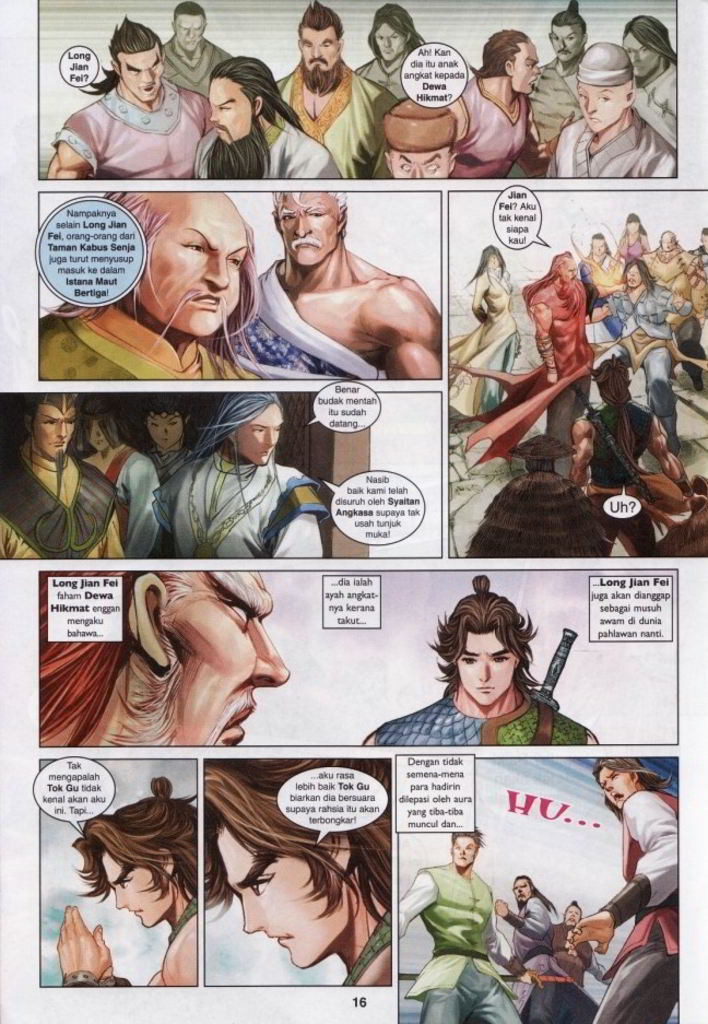 Long
Jian
Fei?
Ah! Kan
dia itu anak
angkat kepada
Dewa
Hikmat?
Nampaknya
selain Long Jian
Fei, orang-orang dari
Taman Kabus Senja
juga turut menyusup
masuk ke dalam
Istana Maut
Bertiga!
Jian
Fei? Aku
tak kenal
siapa
kau!
Uh?
Benar
budak mentah
itu sudah
datang...
Nasib
baik kami telah
disuruh oleh Syaitan
Angkasa supaya tak
usah tunjuk
muka!
Long Jian Fei
faham Dewa
Hikmat enggan
mengaku
bahawa...
...dia ialah
ayah angkat-
nya kerana
takut...
...Long Jian Fei
juga akan dianggap
sebagai musuh
awam di dunia
pahlawan nanti.
Tak
mengapalah
Tok Gu tidak
kenal akan aku
ini. Tapi...
...aku rasa
lebih baik Tok Gu
biarkan dia bersuara
supaya rahsia itu akan
terbongkar!
Dengan tidak
semena-mena
para hadirin
dilepasi oleh aura
yang tiba-tiba
muncul dan...
HU...
16